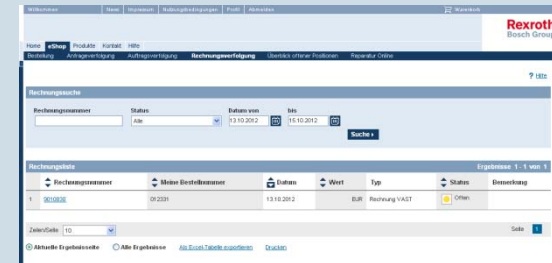 Willkommen News Impressum Nutzungsbedingungen Profil Abmelden Warenkorb
Rexroth
Bosch Group
Home eShop Produkte Kontakt Hilfe
Bestellung Anfrageverfolgung Auftragsverfolgung Rechnungsverfolgung Überblick offener Positionen Reparatur Online
? Hilfe
Rechnungssuche
Rechnungsnummer Status Datum von bis
Alle 13.10.2012 15.10.2012
Suche
Rechnungsliste Ergebnisse 1 - 1 von 1
Rechnungsnummer Meine Bestellnummer Datum Wert Typ Status Bemerkung
1 9010830 012331 13.10.2012 EUR Rechnung VAST Offen
Zeilen/Seite 10 Seite 1
Aktuelle Ergebnisseite Alle Ergebnisse Als Excel-Tabelle exportieren Drucken